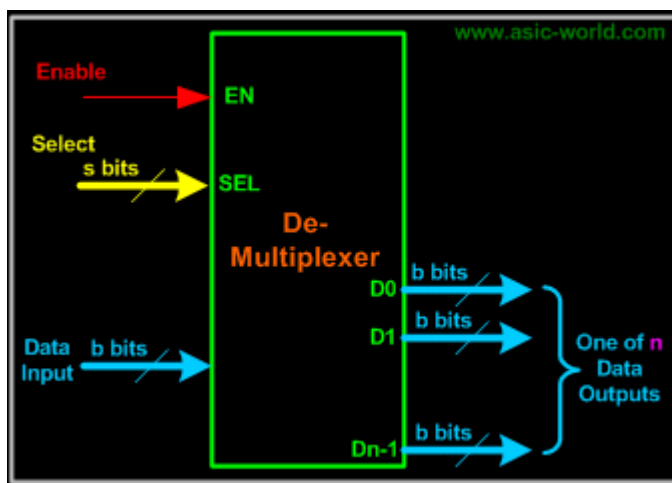 www.asic-world.com
Enable
EN
Select
s bits
SEL
De-
Multiplexer
D0
b bits
D1
b bits
Data
Input
b bits
One of n
Data
Outputs
Dn-1
b bits